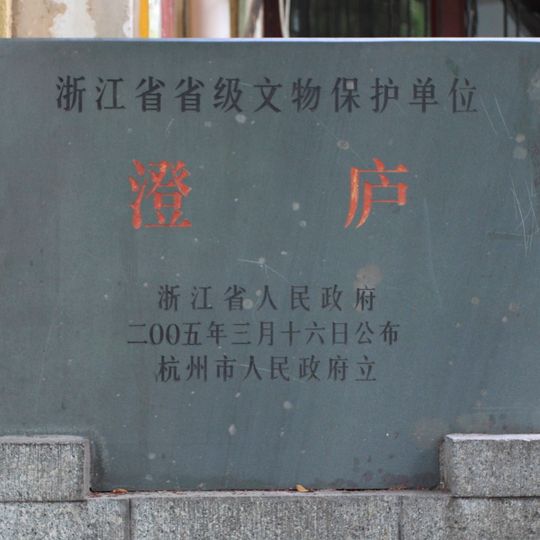 浙江省省级文物保护单位
澄庐
浙江省人民政府
二00五年三月十六日公布
杭州市人民政府立